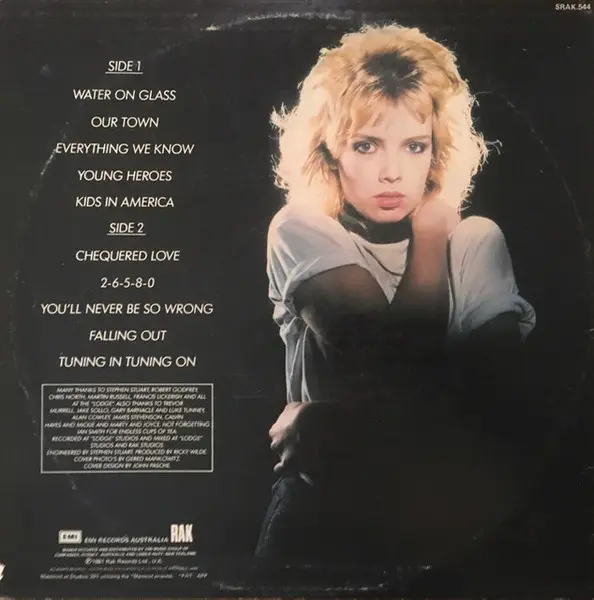 SRAK.544
SIDE 1
WATER ON GLASS
OUR TOWN
EVERYTHING WE KNOW
YOUNG HEROES
KIDS IN AMERICA
SIDE 2
CHEQUERED LOVE
2-6-5-8-0
YOU'LL NEVER BE SO WRONG
FALLING OUT
TUNING IN TUNING ON
MANY THANKS TO STEPHEN STUART, ROBERT GODFREY,
CHRIS NORTH, MARTIN RUSSELL, FRANCIS LICKERISH AND ALL
AT THE "LODGE". ALSO THANKS TO TREVOR
MURRELL, JAKE SOLLO, GARY BARNACLE AND LUKE TUNNEY,
ALAN COWLEY, JAMES STEVENSON, CALVIN
HAYES AND MICKIE AND MARTY AND JOYCE, NOT FORGETTING
IAN SMITH FOR ENDLESS CUPS OF TEA.
RECORDED AT "LODGE" STUDIOS AND MIXED AT "LODGE"
STUDIOS AND RAK STUDIOS.
ENGINEERED BY STEPHEN STUART. PRODUCED BY RICKY WILDE.
COVER PHOTO'S BY GERED MANKOWITZ.
COVER DESIGN BY JOHN PASCHE.
EMI
EMI RECORDS AUSTRALIA
RAK
℗1981 Rak Records Ltd., U.K.